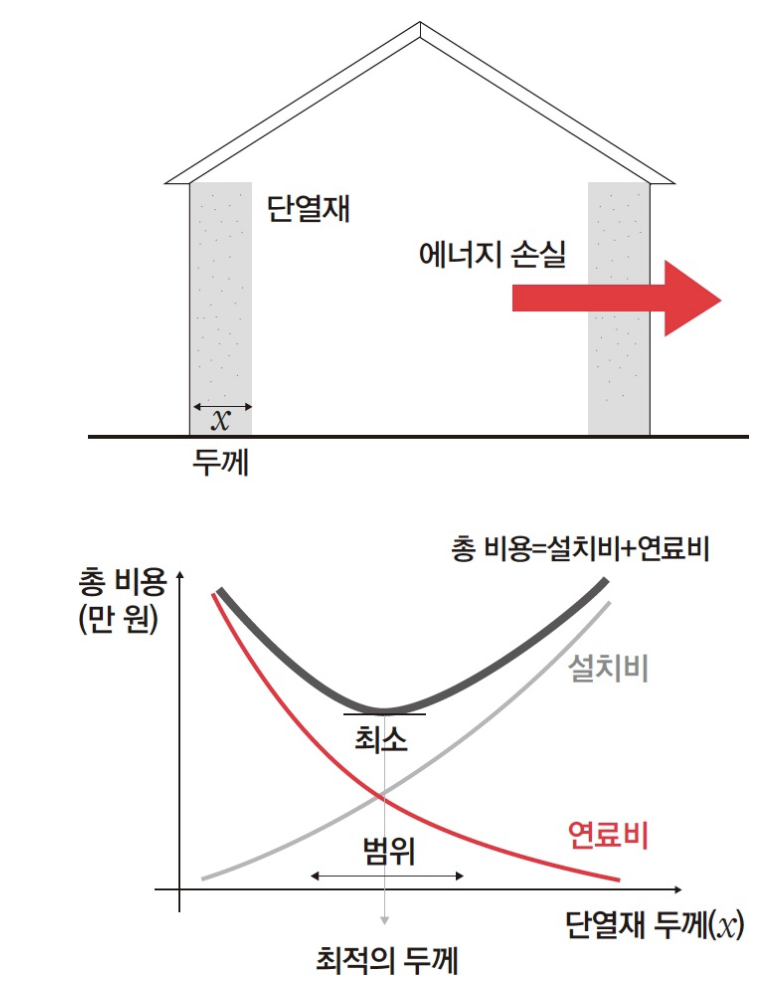 단열재
에너지 손실
x
두께
총 비용=설치비+연료비
총 비용
(만 원)
설치비
최소
연료비
범위
단열재 두께(x)
최적의 두께